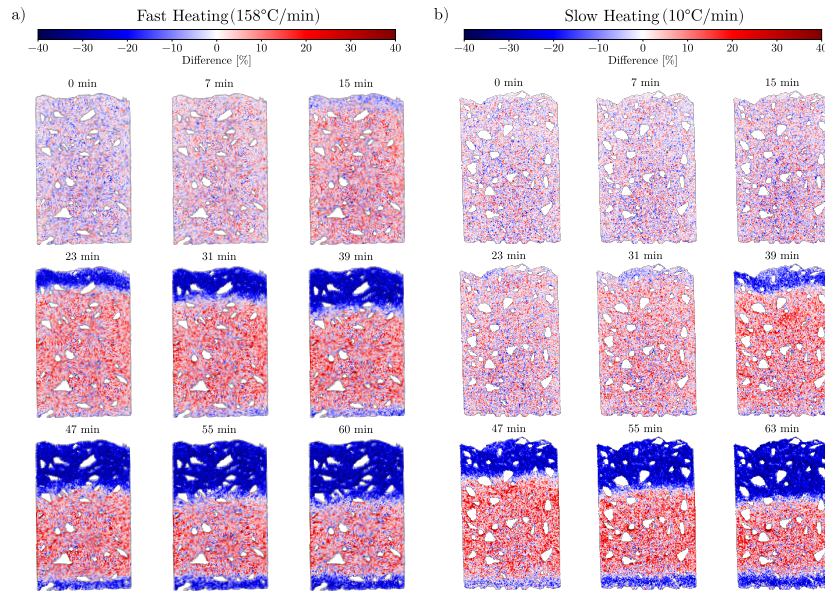 a) Fast Heating (158°C/min)
−40 −30 −20 −10 0 10 20 30 40
Difference [%]
0 min 7 min 15 min
23 min 31 min 39 min
47 min 55 min 60 min
b) Slow Heating (10°C/min)
−40 −30 −20 −10 0 10 20 30 40
Difference [%]
0 min 7 min 15 min
23 min 31 min 39 min
47 min 55 min 63 min